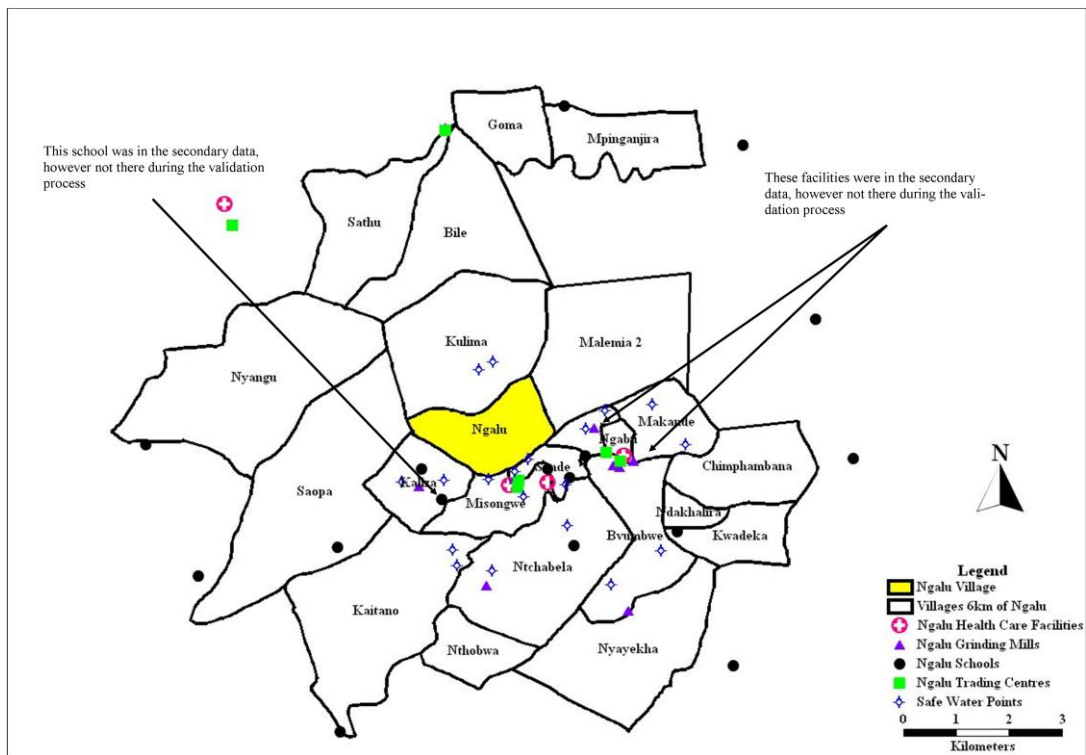 Goma
Mpinganjira
This school was in the secondary data,
however not there during the validation
process
These facilities were in the secondary
data, however not there during the vali-
dation process
Sathu
Bile
Kulima
Malemia 2
Nyangu
Ngalu
Makande
Ngabu
Chimphambana
Kaliza
Sande
Saopa
Misongwe
Ndakhalira
Bvumbwe
Kwadeka
Ntchabela
Kaitano
Nthobwa
Nyayekha
N
Legend
Ngalu Village
Villages 6km of Ngalu
Ngalu Health Care Facilities
Ngalu Grinding Mills
Ngalu Schools
Ngalu Trading Centres
Safe Water Points
0 1 2 3
Kilometers